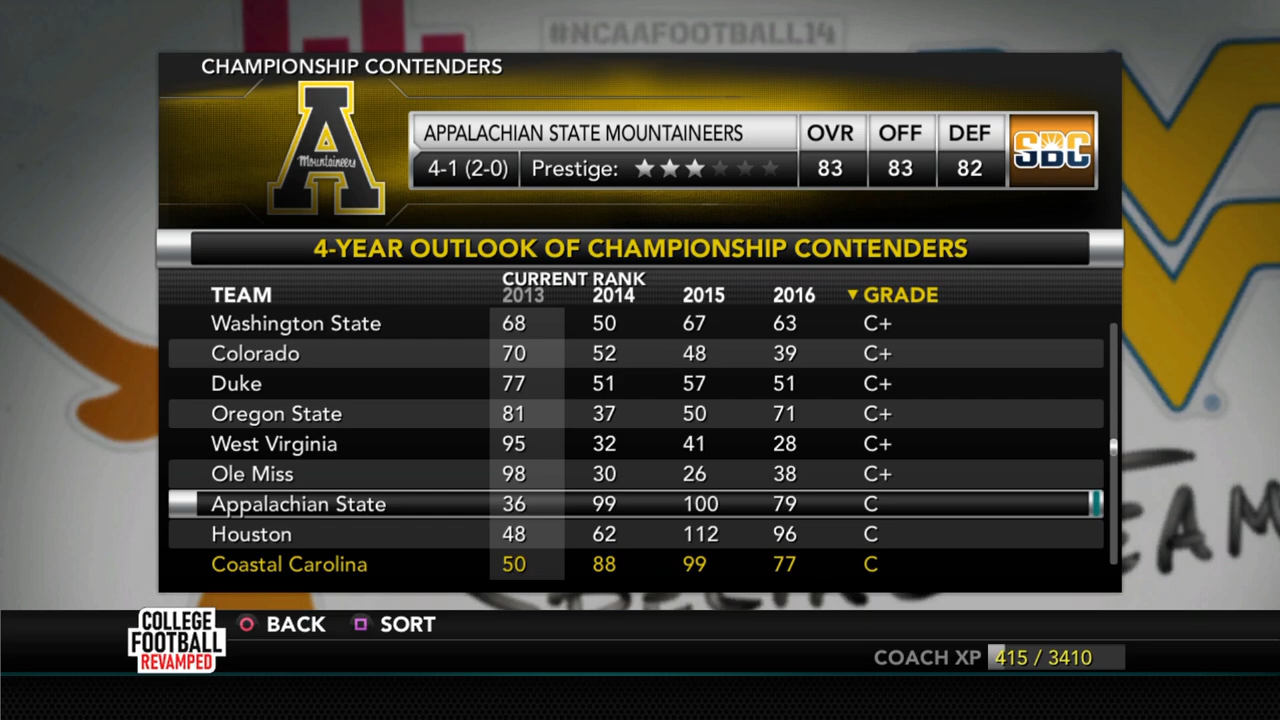 #NCAAFOOTBALL14
CHAMPIONSHIP CONTENDERS
A
Mountaineers
APPALACHIAN STATE MOUNTAINEERS OVR OFF DEF
4-1 (2-0) Prestige: 83 83 82
SBC
4-YEAR OUTLOOK OF CHAMPIONSHIP CONTENDERS
CURRENT RANK
TEAM 2013 2014 2015 2016 ▼ GRADE
Washington State 68 50 67 63 C+
Colorado 70 52 48 39 C+
Duke 77 51 57 51 C+
Oregon State 81 37 50 71 C+
West Virginia 95 32 41 28 C+
Ole Miss 98 30 26 38 C+
Appalachian State 36 99 100 79 C
Houston 48 62 112 96 C
Coastal Carolina 50 88 99 77 C
COLLEGE
FOOTBALL
REVAMPED
BACK SORT
COACH XP 415 / 3410